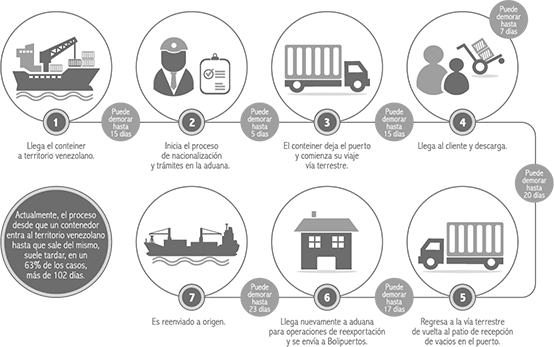 Puede
demorar
hasta
7 días
1
Puede
demorar
hasta
15 días
2
Puede
demorar
hasta
5 días
3
Puede
demorar
hasta
15 días
4
Llega el conteiner
a territorio venezolano.
Inicia el proceso
de nacionalización
y trámites en la aduana.
El conteiner deja el puerto
y comienza su viaje
vía terrestre.
Llega al cliente y descarga.
Puede
demorar
hasta
20 días
Actualmente, el proceso
desde que un contenedor
entra al territorio venezolano
hasta que sale del mismo,
suele tardar, en un
63% de los casos,
más de 102 días.
7
Puede
demorar
hasta
23 días
6
Puede
demorar
hasta
17 días
5
Es reenviado a origen.
Llega nuevamente a aduana
para operaciones de reexportación
y se envía a Bolipuertos.
Regresa a la vía terrestre
de vuelta al patio de recepción
de vacios en el puerto.